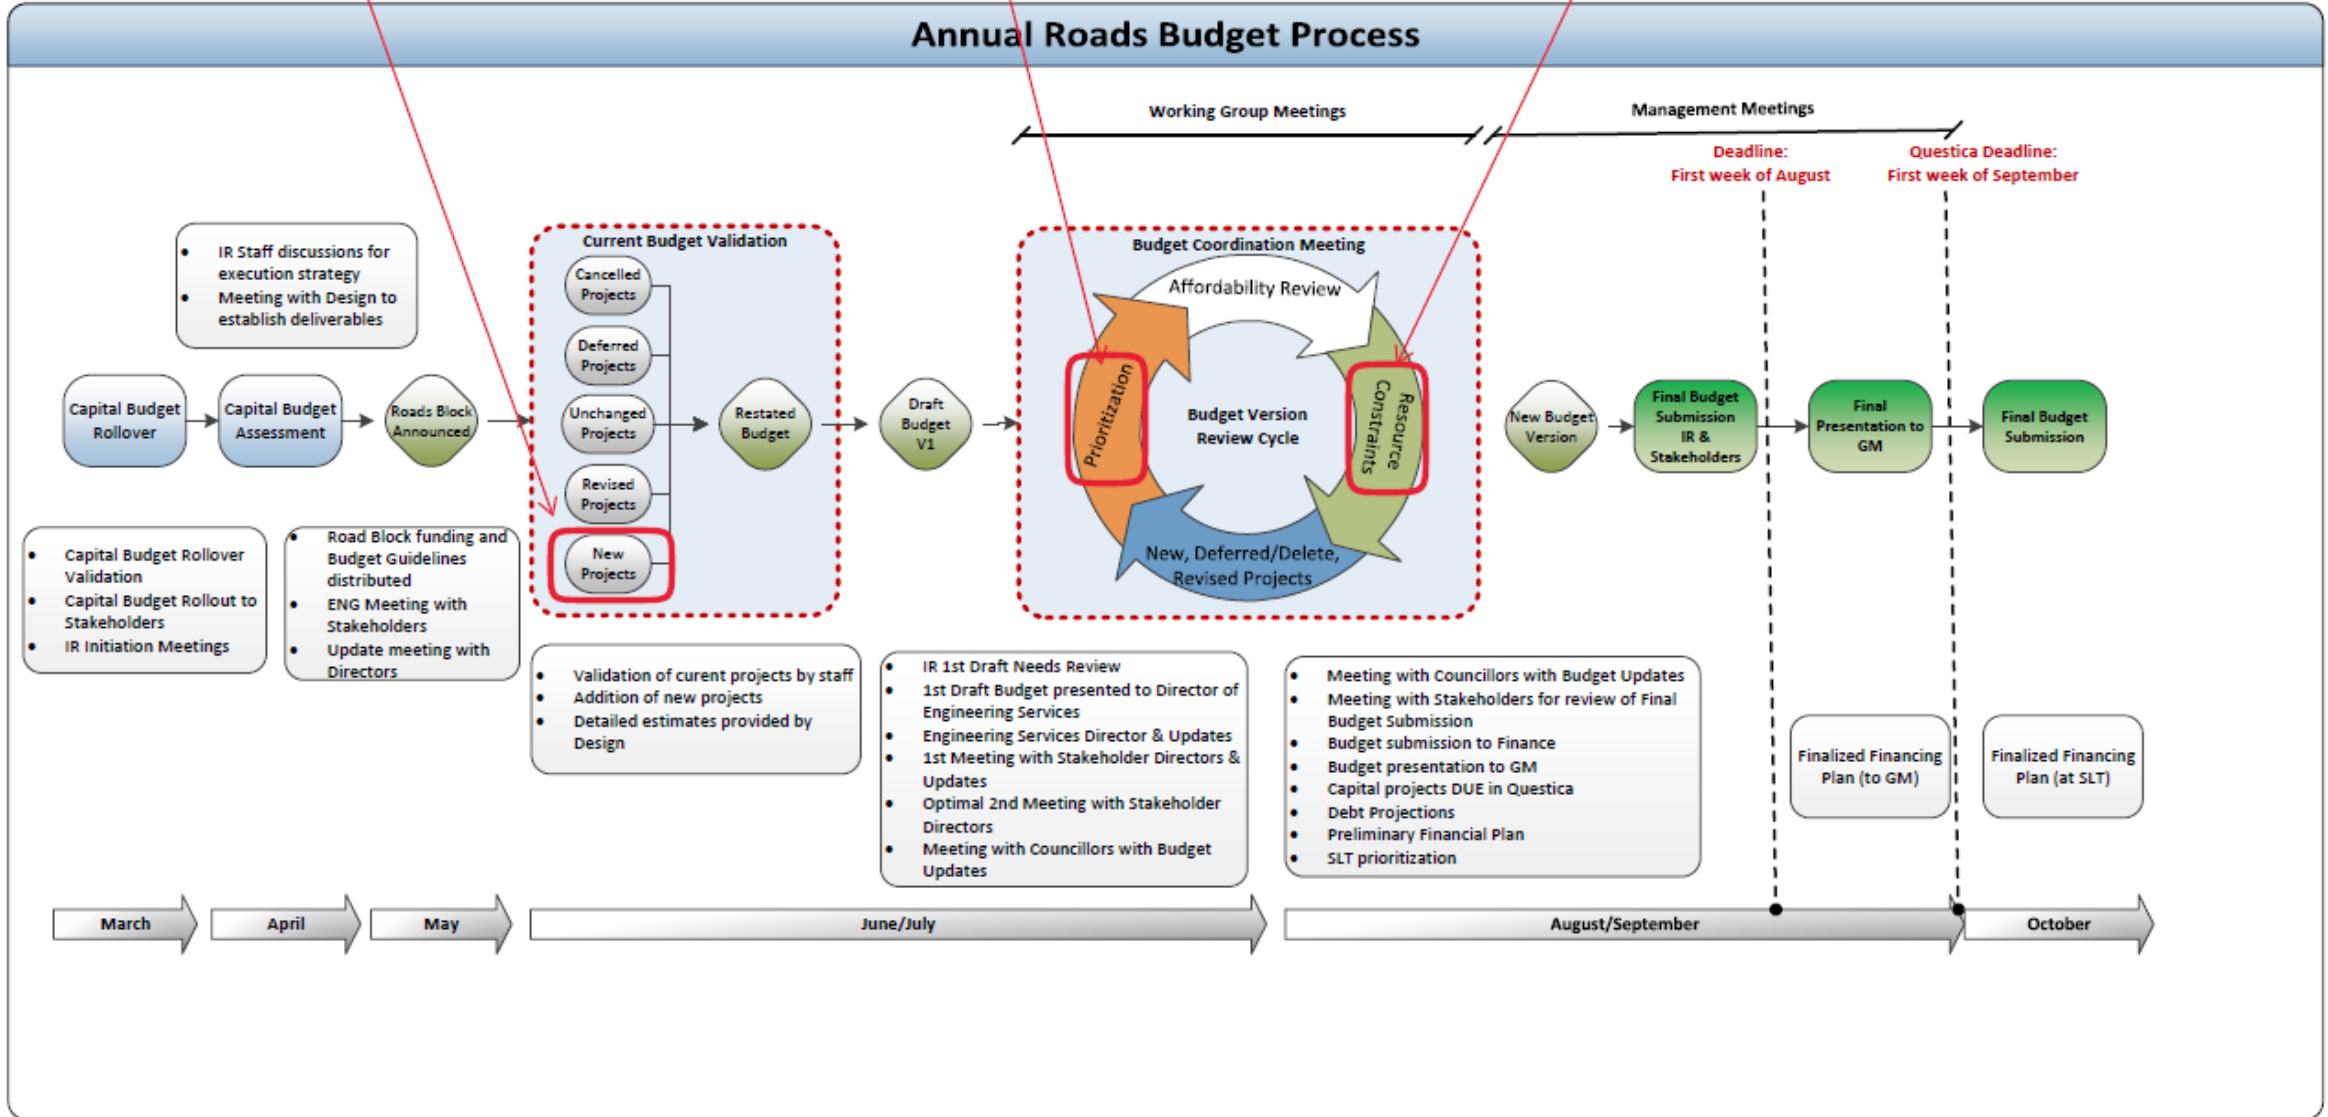 Annual Roads Budget Process
Working Group Meetings
Management Meetings
Deadline:
First week of August
Questica Deadline:
First week of September
• IR Staff discussions for
execution strategy
• Meeting with Design to
establish deliverables
Current Budget Validation
Cancelled
Projects
Deferred
Projects
Unchanged
Projects
Revised
Projects
New
Projects
Restated
Budget
Budget Coordination Meeting
Affordability Review
Prioritization
Resource
Constraints
Budget Version
Review Cycle
New, Deferred/Delete,
Revised Projects
Capital Budget
Rollover
Capital Budget
Assessment
Roads Block
Announced
Draft
Budget
V1
New Budget
Version
Final Budget
Submission
IR &
Stakeholders
Final
Presentation to
GM
Final Budget
Submission
• Capital Budget Rollover
Validation
• Capital Budget Rollout to
Stakeholders
• IR Initiation Meetings
• Road Block funding and
Budget Guidelines
distributed
• ENG Meeting with
Stakeholders
• Update meeting with
Directors
• Validation of curent projects by staff
• Addition of new projects
• Detailed estimates provided by
Design
• IR 1st Draft Needs Review
• 1st Draft Budget presented to Director of
Engineering Services
• Engineering Services Director & Updates
• 1st Meeting with Stakeholder Directors &
Updates
• Optimal 2nd Meeting with Stakeholder
Directors
• Meeting with Councillors with Budget
Updates
• Meeting with Councillors with Budget Updates
• Meeting with Stakeholders for review of Final
Budget Submission
• Budget submission to Finance
• Budget presentation to GM
• Capital projects DUE in Questica
• Debt Projections
• Preliminary Financial Plan
• SLT prioritization
Finalized Financing
Plan (to GM)
Finalized Financing
Plan (at SLT)
March
April
May
June/July
August/September
October